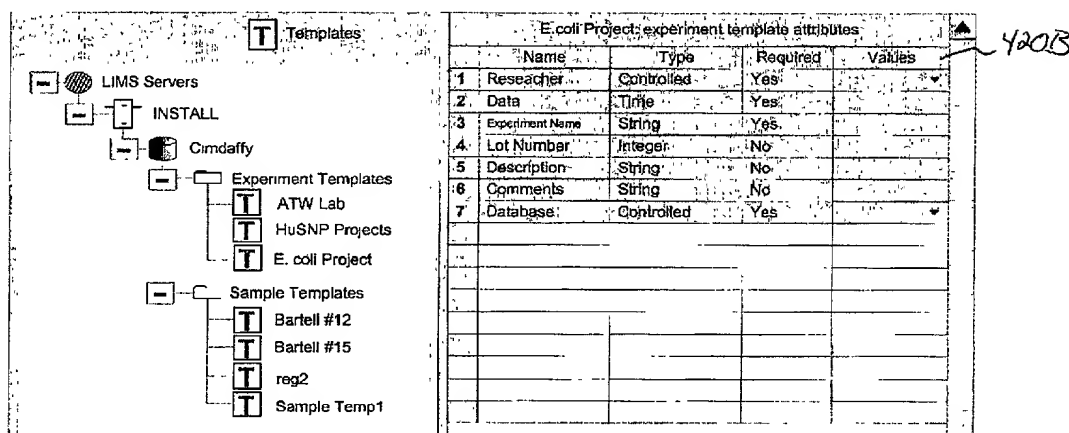 T Templates
LIMS Servers
INSTALL
Cimdaffy
Experiment Templates
T ATW Lab
T HuSNP Projects
T E. coli Project
Sample Templates
T Bartell #12
T Bartell #15
T reg2
T Sample Temp1
E.coli Project: experiment template attributes
Name Type Required Values
1 Reseacher Controlled Yes
2 Data Time Yes
3 Experiment Name String Yes
4 Lot Number Integer No
5 Description String No
6 Comments String No
7 Database Controlled Yes
420B